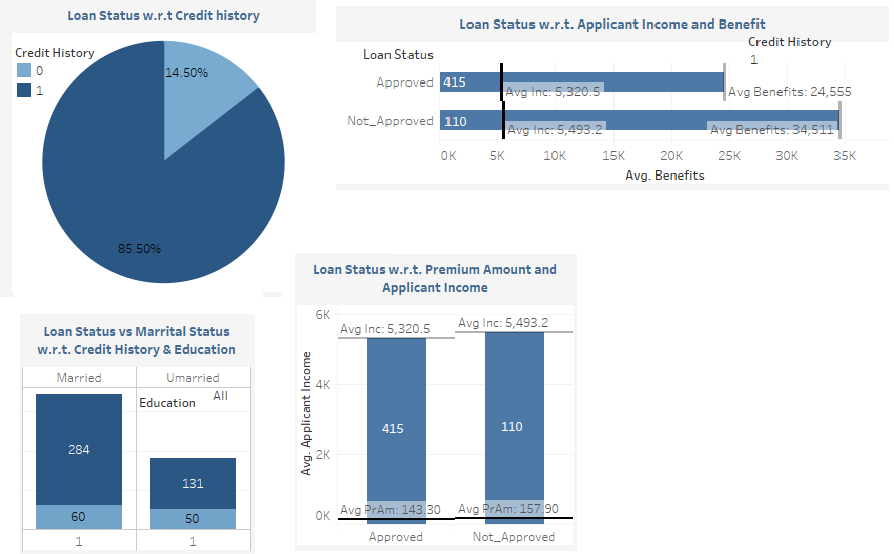 Loan Status w.r.t Credit history
Credit History
0
1
14.50%
85.50%
Loan Status w.r.t. Applicant Income and Benefit
Credit History
1
Loan Status
Approved
415
Avg Inc: 5,320.5
Avg Benefits: 24,555
Not_Approved
110
Avg Inc: 5,493.2
Avg Benefits: 34,511
0K 5K 10K 15K 20K 25K 30K 35K
Avg. Benefits
Loan Status vs Marrital Status
w.r.t. Credit History & Education
Married Umarried
Education All
284
131
60
50
1 1
Loan Status w.r.t. Premium Amount and
Applicant Income
Avg. Applicant Income
6K
4K
2K
0K
Avg Inc: 5,320.5
Avg Inc: 5,493.2
415
110
Avg PrAm: 143.30
Avg PrAm: 157.90
Approved Not_Approved